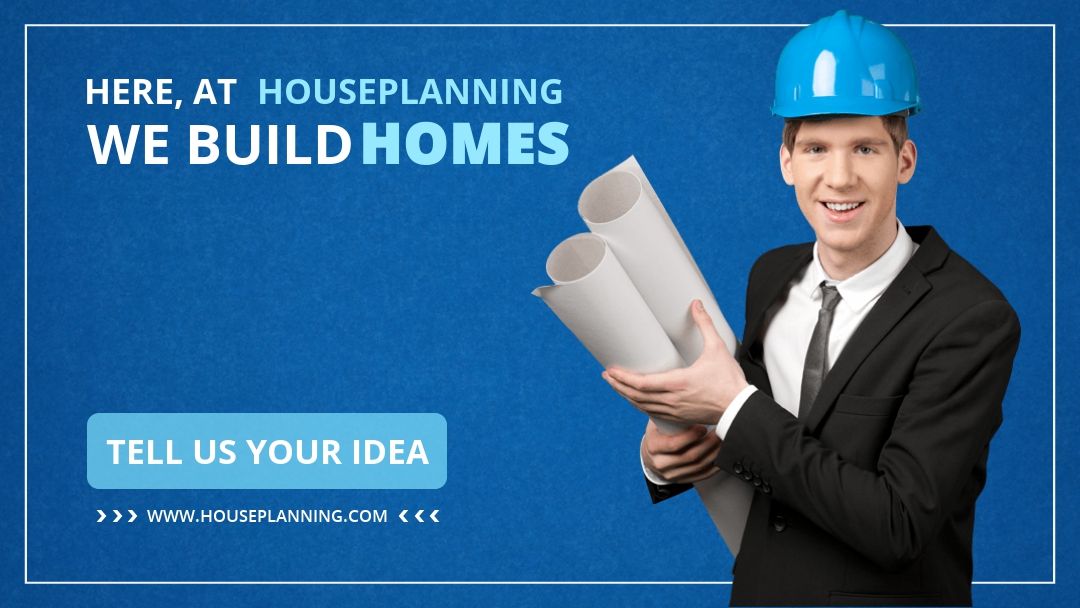 HERE, AT HOUSEPLANNING
WE BUILD HOMES
TELL US YOUR IDEA
WWW.HOUSEPLANNING.COM